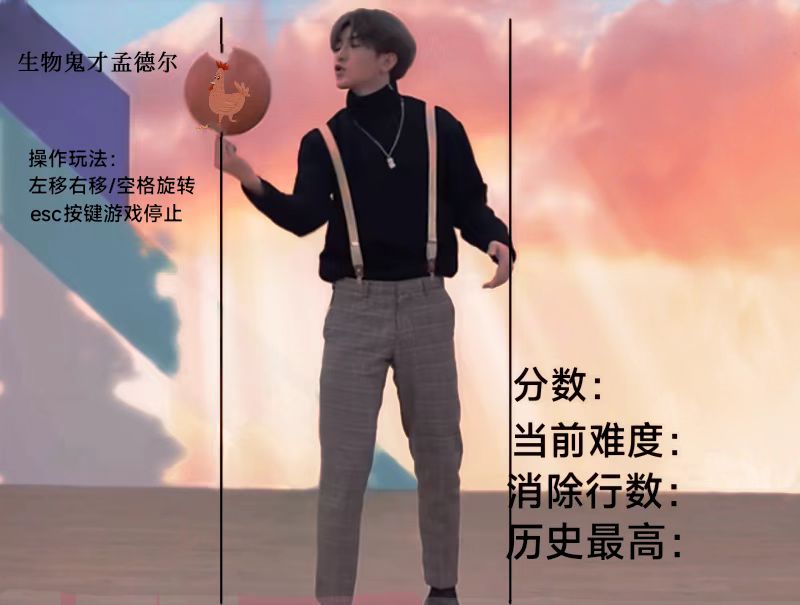 生物鬼才孟德尔
操作玩法：
左移右移/空格旋转
esc按键游戏停止
分数：
当前难度：
消除行数：
历史最高：